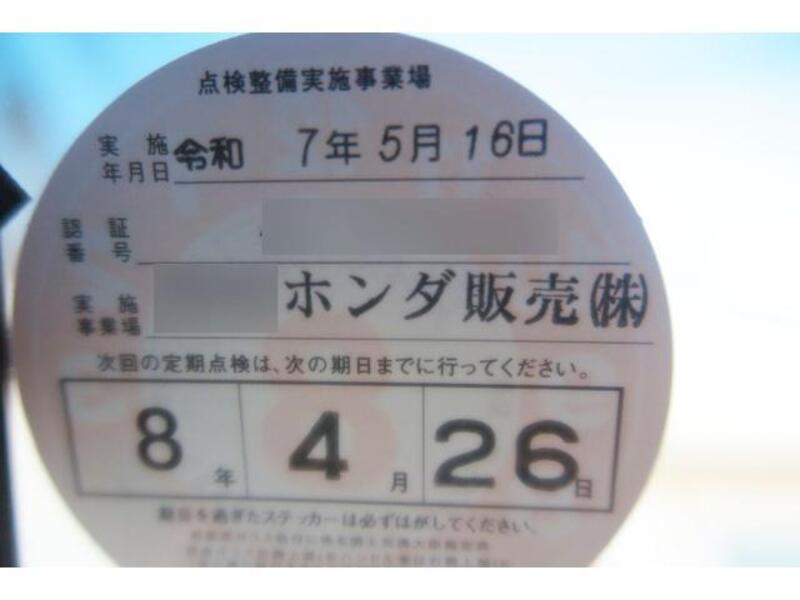 点検整備実施事業場
実施年月日 令和 7年5月16日
認証番号
実施事業場 ホンダ販売㈱
次回の定期点検は、次の期日までに行ってください。
8年 4月 26日
期日を過ぎたステッカーは必ずはがしてください。